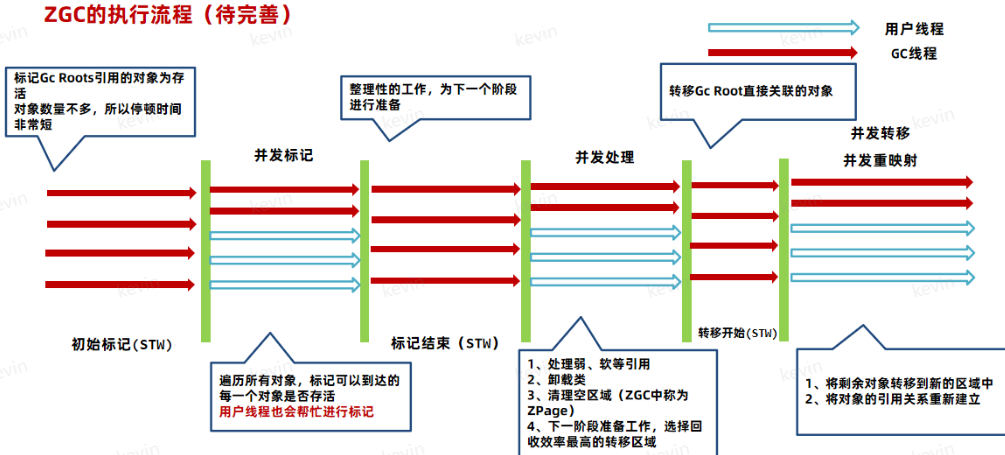 ZGC的执行流程（待完善）
用户线程
GC线程
标记Gc Roots引用的对象为存
活
对象数量不多，所以停顿时间
非常短
整理性的工作，为下一个阶段
进行准备
转移Gc Root直接关联的对象
并发标记
并发处理
并发转移
并发重映射
初始标记(STW)
标记结束 (STW)
转移开始(STW)
遍历所有对象，标记可以到达的
每一个对象是否存活
用户线程也会帮忙进行标记
1、处理弱、软等引用
2、卸载类
3、清理空区域（ZGC中称为
ZPage）
4、下一阶段准备工作，选择回
收效率最高的转移区域
1、将剩余对象转移到新的区域中
2、将对象的引用关系重新建立
kevin
kevin
kevin
kevin
kevin
kevin
kevin
kevin
kevin
kevin
kevin
kevin